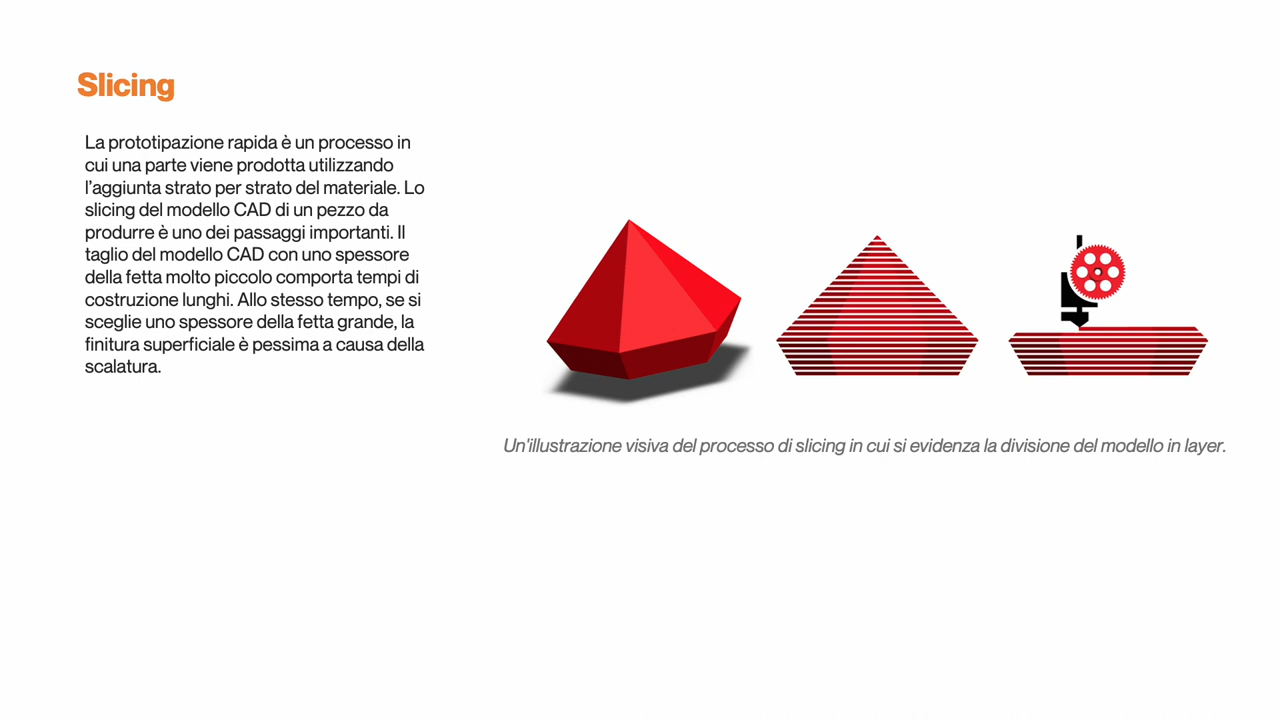 Slicing
La prototipazione rapida è un processo in
cui una parte viene prodotta utilizzando
l’aggiunta strato per strato del materiale. Lo
slicing del modello CAD di un pezzo da
produrre è uno dei passaggi importanti. Il
taglio del modello CAD con uno spessore
della fetta molto piccolo comporta tempi di
costruzione lunghi. Allo stesso tempo, se si
sceglie uno spessore della fetta grande, la
finitura superficiale è pessima a causa della
scalatura.
Un'illustrazione visiva del processo di slicing in cui si evidenza la divisione del modello in layer.